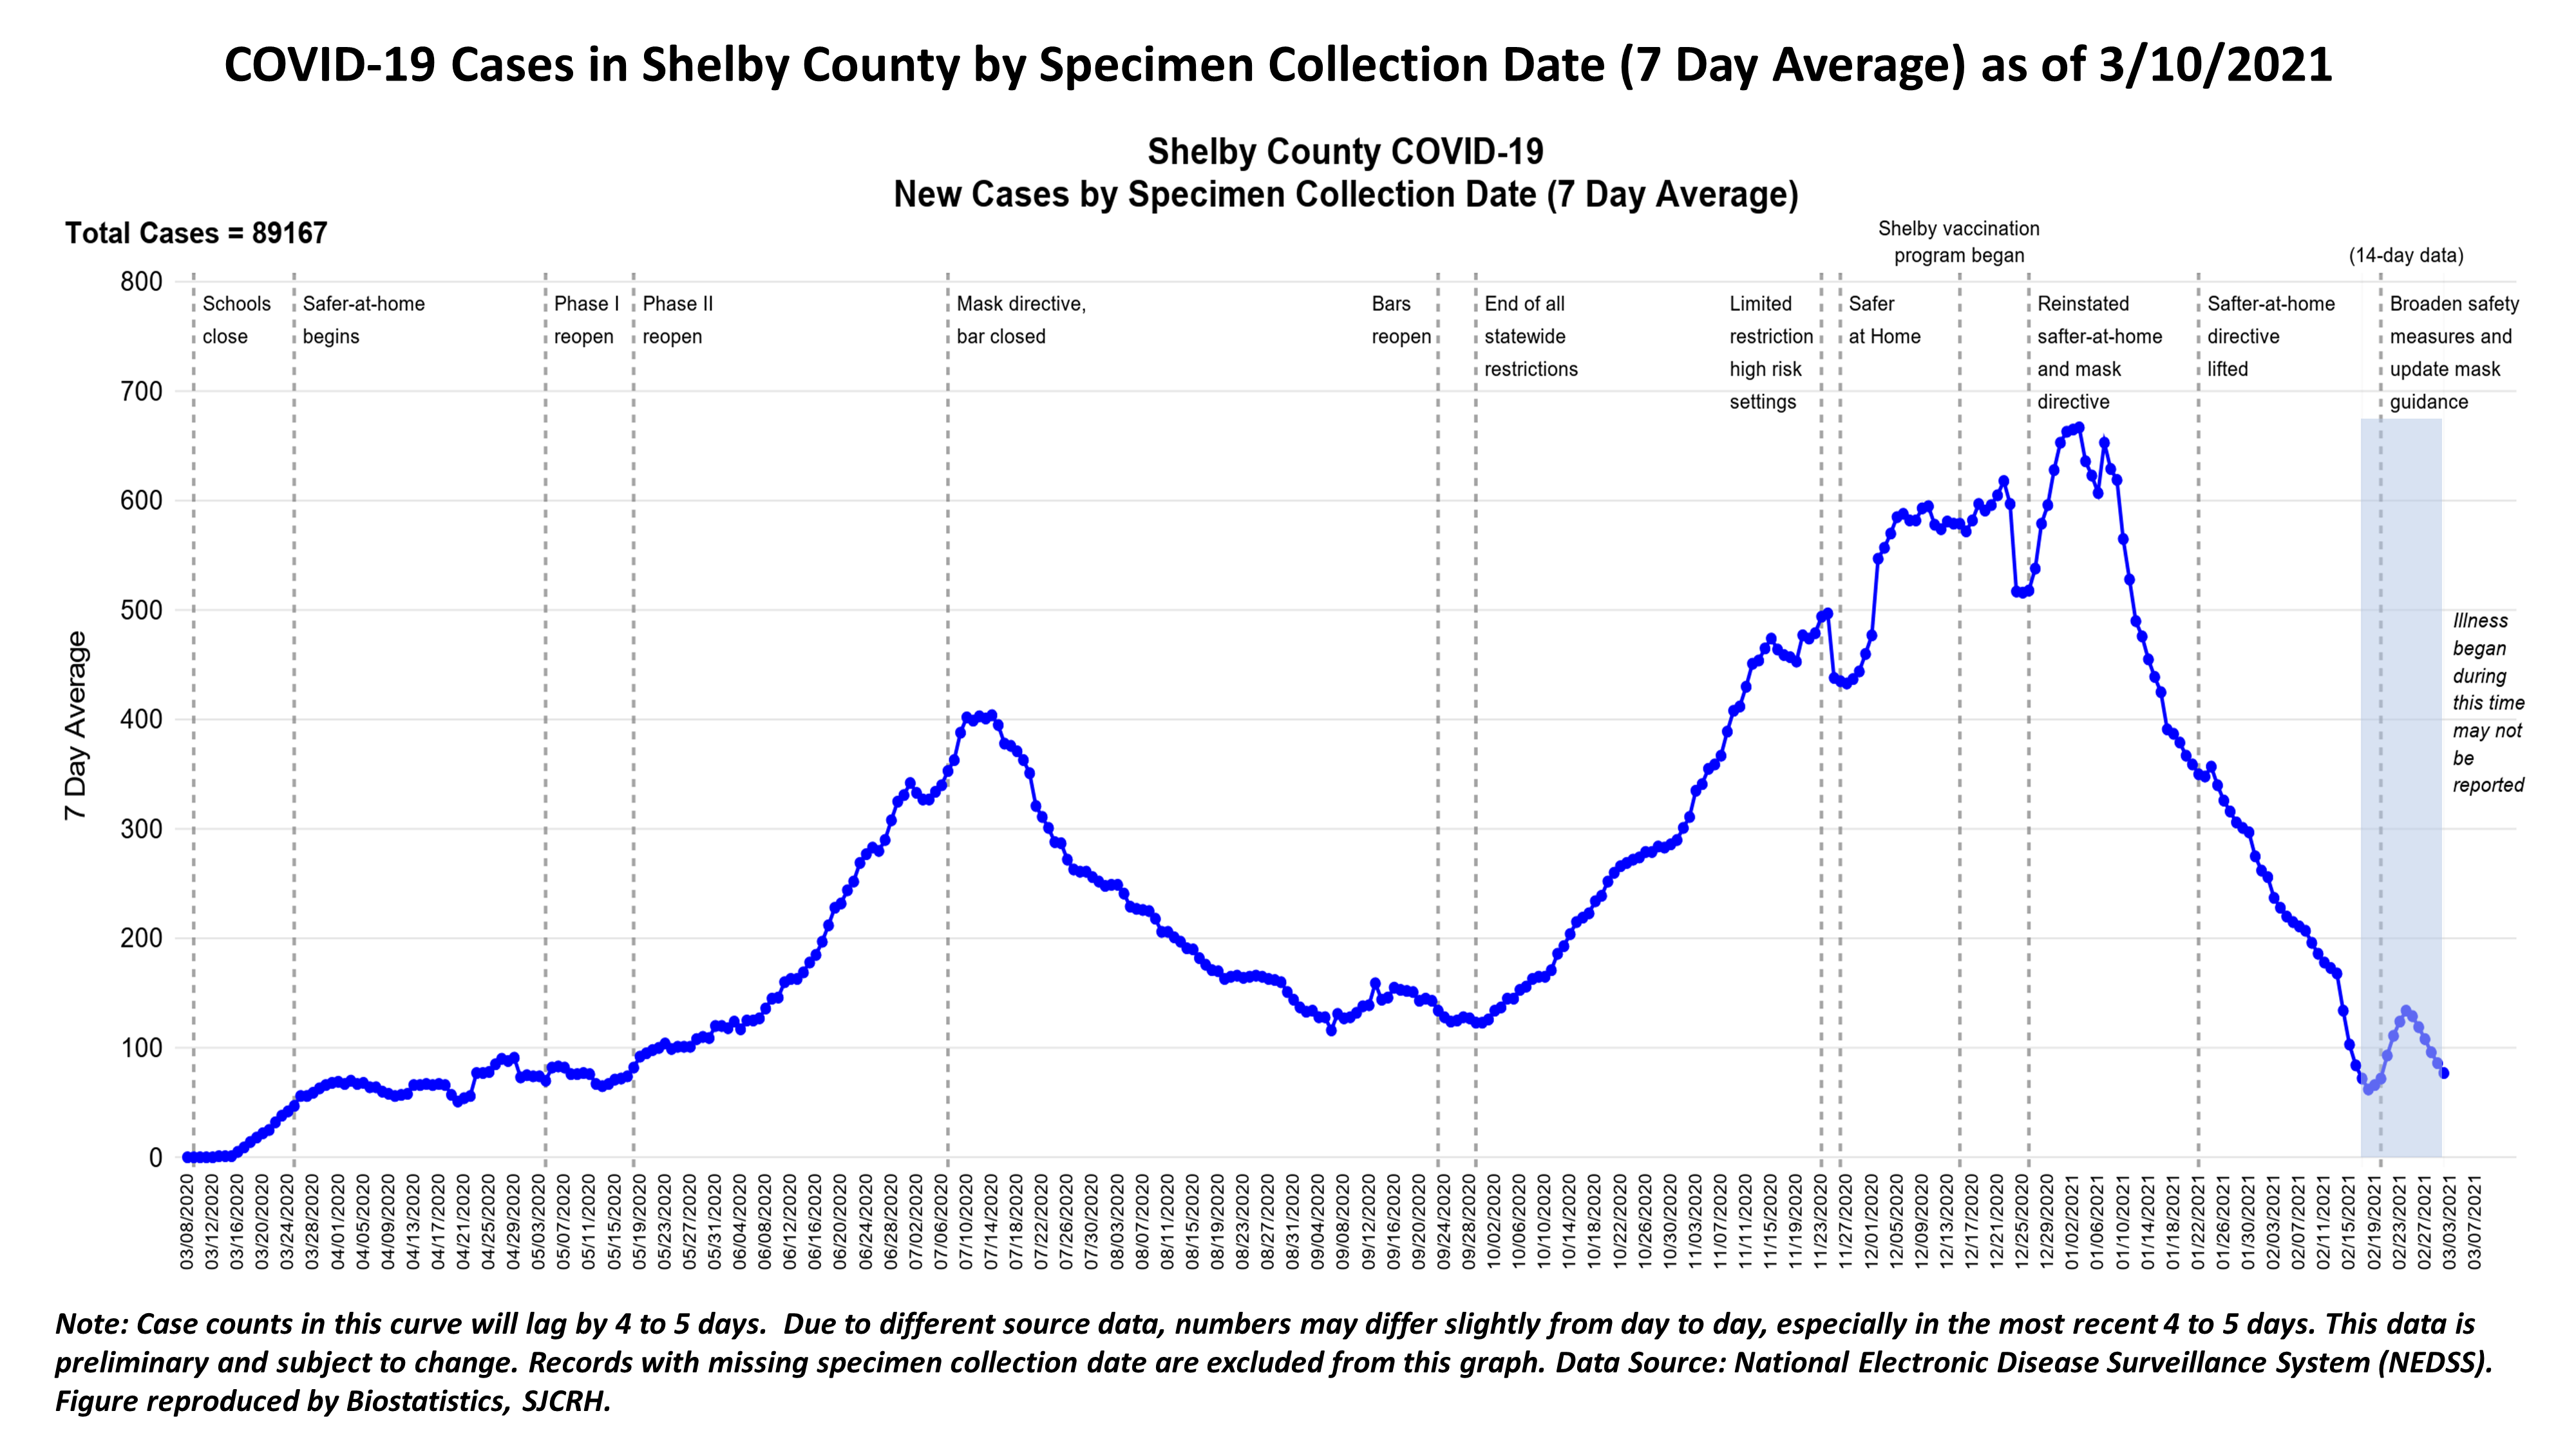 COVID-19 Cases in Shelby County by Specimen Collection Date (7 Day Average) as of 3/10/2021
Shelby County COVID-19
New Cases by Specimen Collection Date (7 Day Average)
Total Cases = 89167
Shelby vaccination
program began
(14-day data)
Schools
close
Safer-at-home
begins
Phase I
reopen
Phase II
reopen
Mask directive,
bar closed
Bars
reopen
End of all
statewide
restrictions
Limited
restriction
high risk
settings
Safer
at Home
Reinstated
safter-at-home
and mask
directive
Safter-at-home
directive
lifted
Broaden safety
measures and
update mask
guidance
Illness
began
during
this time
may not
be
reported
7 Day Average
800
700
600
500
400
300
200
100
0
03/08/2020
03/12/2020
03/16/2020
03/20/2020
03/24/2020
03/28/2020
04/01/2020
04/05/2020
04/09/2020
04/13/2020
04/17/2020
04/21/2020
04/25/2020
04/29/2020
05/03/2020
05/07/2020
05/11/2020
05/15/2020
05/19/2020
05/23/2020
05/27/2020
05/31/2020
06/04/2020
06/08/2020
06/12/2020
06/16/2020
06/20/2020
06/24/2020
06/28/2020
07/02/2020
07/06/2020
07/10/2020
07/14/2020
07/18/2020
07/22/2020
07/26/2020
07/30/2020
08/03/2020
08/07/2020
08/11/2020
08/15/2020
08/19/2020
08/23/2020
08/27/2020
08/31/2020
09/04/2020
09/08/2020
09/12/2020
09/16/2020
09/20/2020
09/24/2020
09/28/2020
10/02/2020
10/06/2020
10/10/2020
10/14/2020
10/18/2020
10/22/2020
10/26/2020
10/30/2020
11/03/2020
11/07/2020
11/11/2020
11/15/2020
11/19/2020
11/23/2020
11/27/2020
12/01/2020
12/05/2020
12/09/2020
12/13/2020
12/17/2020
12/21/2020
12/25/2020
12/29/2020
01/02/2021
01/06/2021
01/10/2021
01/14/2021
01/18/2021
01/22/2021
01/26/2021
01/30/2021
02/03/2021
02/07/2021
02/11/2021
02/15/2021
02/19/2021
02/23/2021
02/27/2021
03/03/2021
03/07/2021
Note: Case counts in this curve will lag by 4 to 5 days.  Due to different source data, numbers may differ slightly from day to day, especially in the most recent 4 to 5 days. This data is
preliminary and subject to change. Records with missing specimen collection date are excluded from this graph. Data Source: National Electronic Disease Surveillance System (NEDSS).
Figure reproduced by Biostatistics, SJCRH.